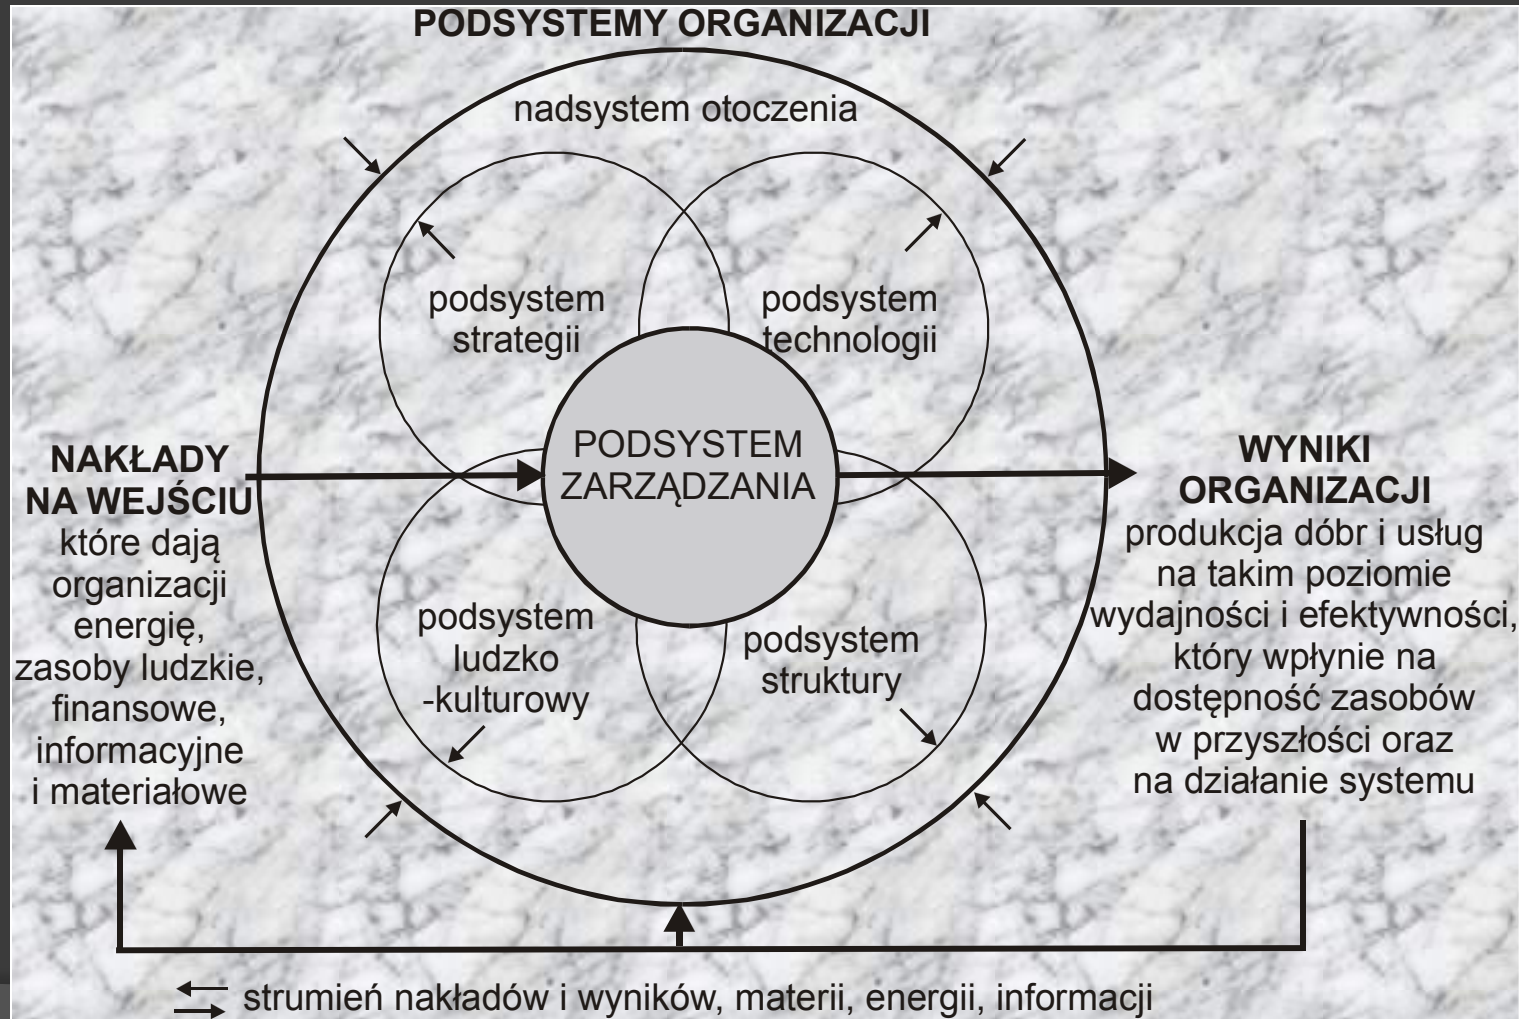 PODSYSTEMY ORGANIZACJI
nadsystem otoczenia
podsystem
strategii
podsystem
technologii
PODSYSTEM
ZARZĄDZANIA
podsystem
ludzko
-kulturowy
podsystem
struktury
NAKŁADY
NA WEJŚCIU
które dają
organizacji
energię,
zasoby ludzkie,
finansowe,
informacyjne
i materiałowe
WYNIKI
ORGANIZACJI
produkcja dóbr i usług
na takim poziomie
wydajności i efektywności,
który wpłynie na
dostępność zasobów
w przyszłości oraz
na działanie systemu
strumień nakładów i wyników, materii, energii, informacji